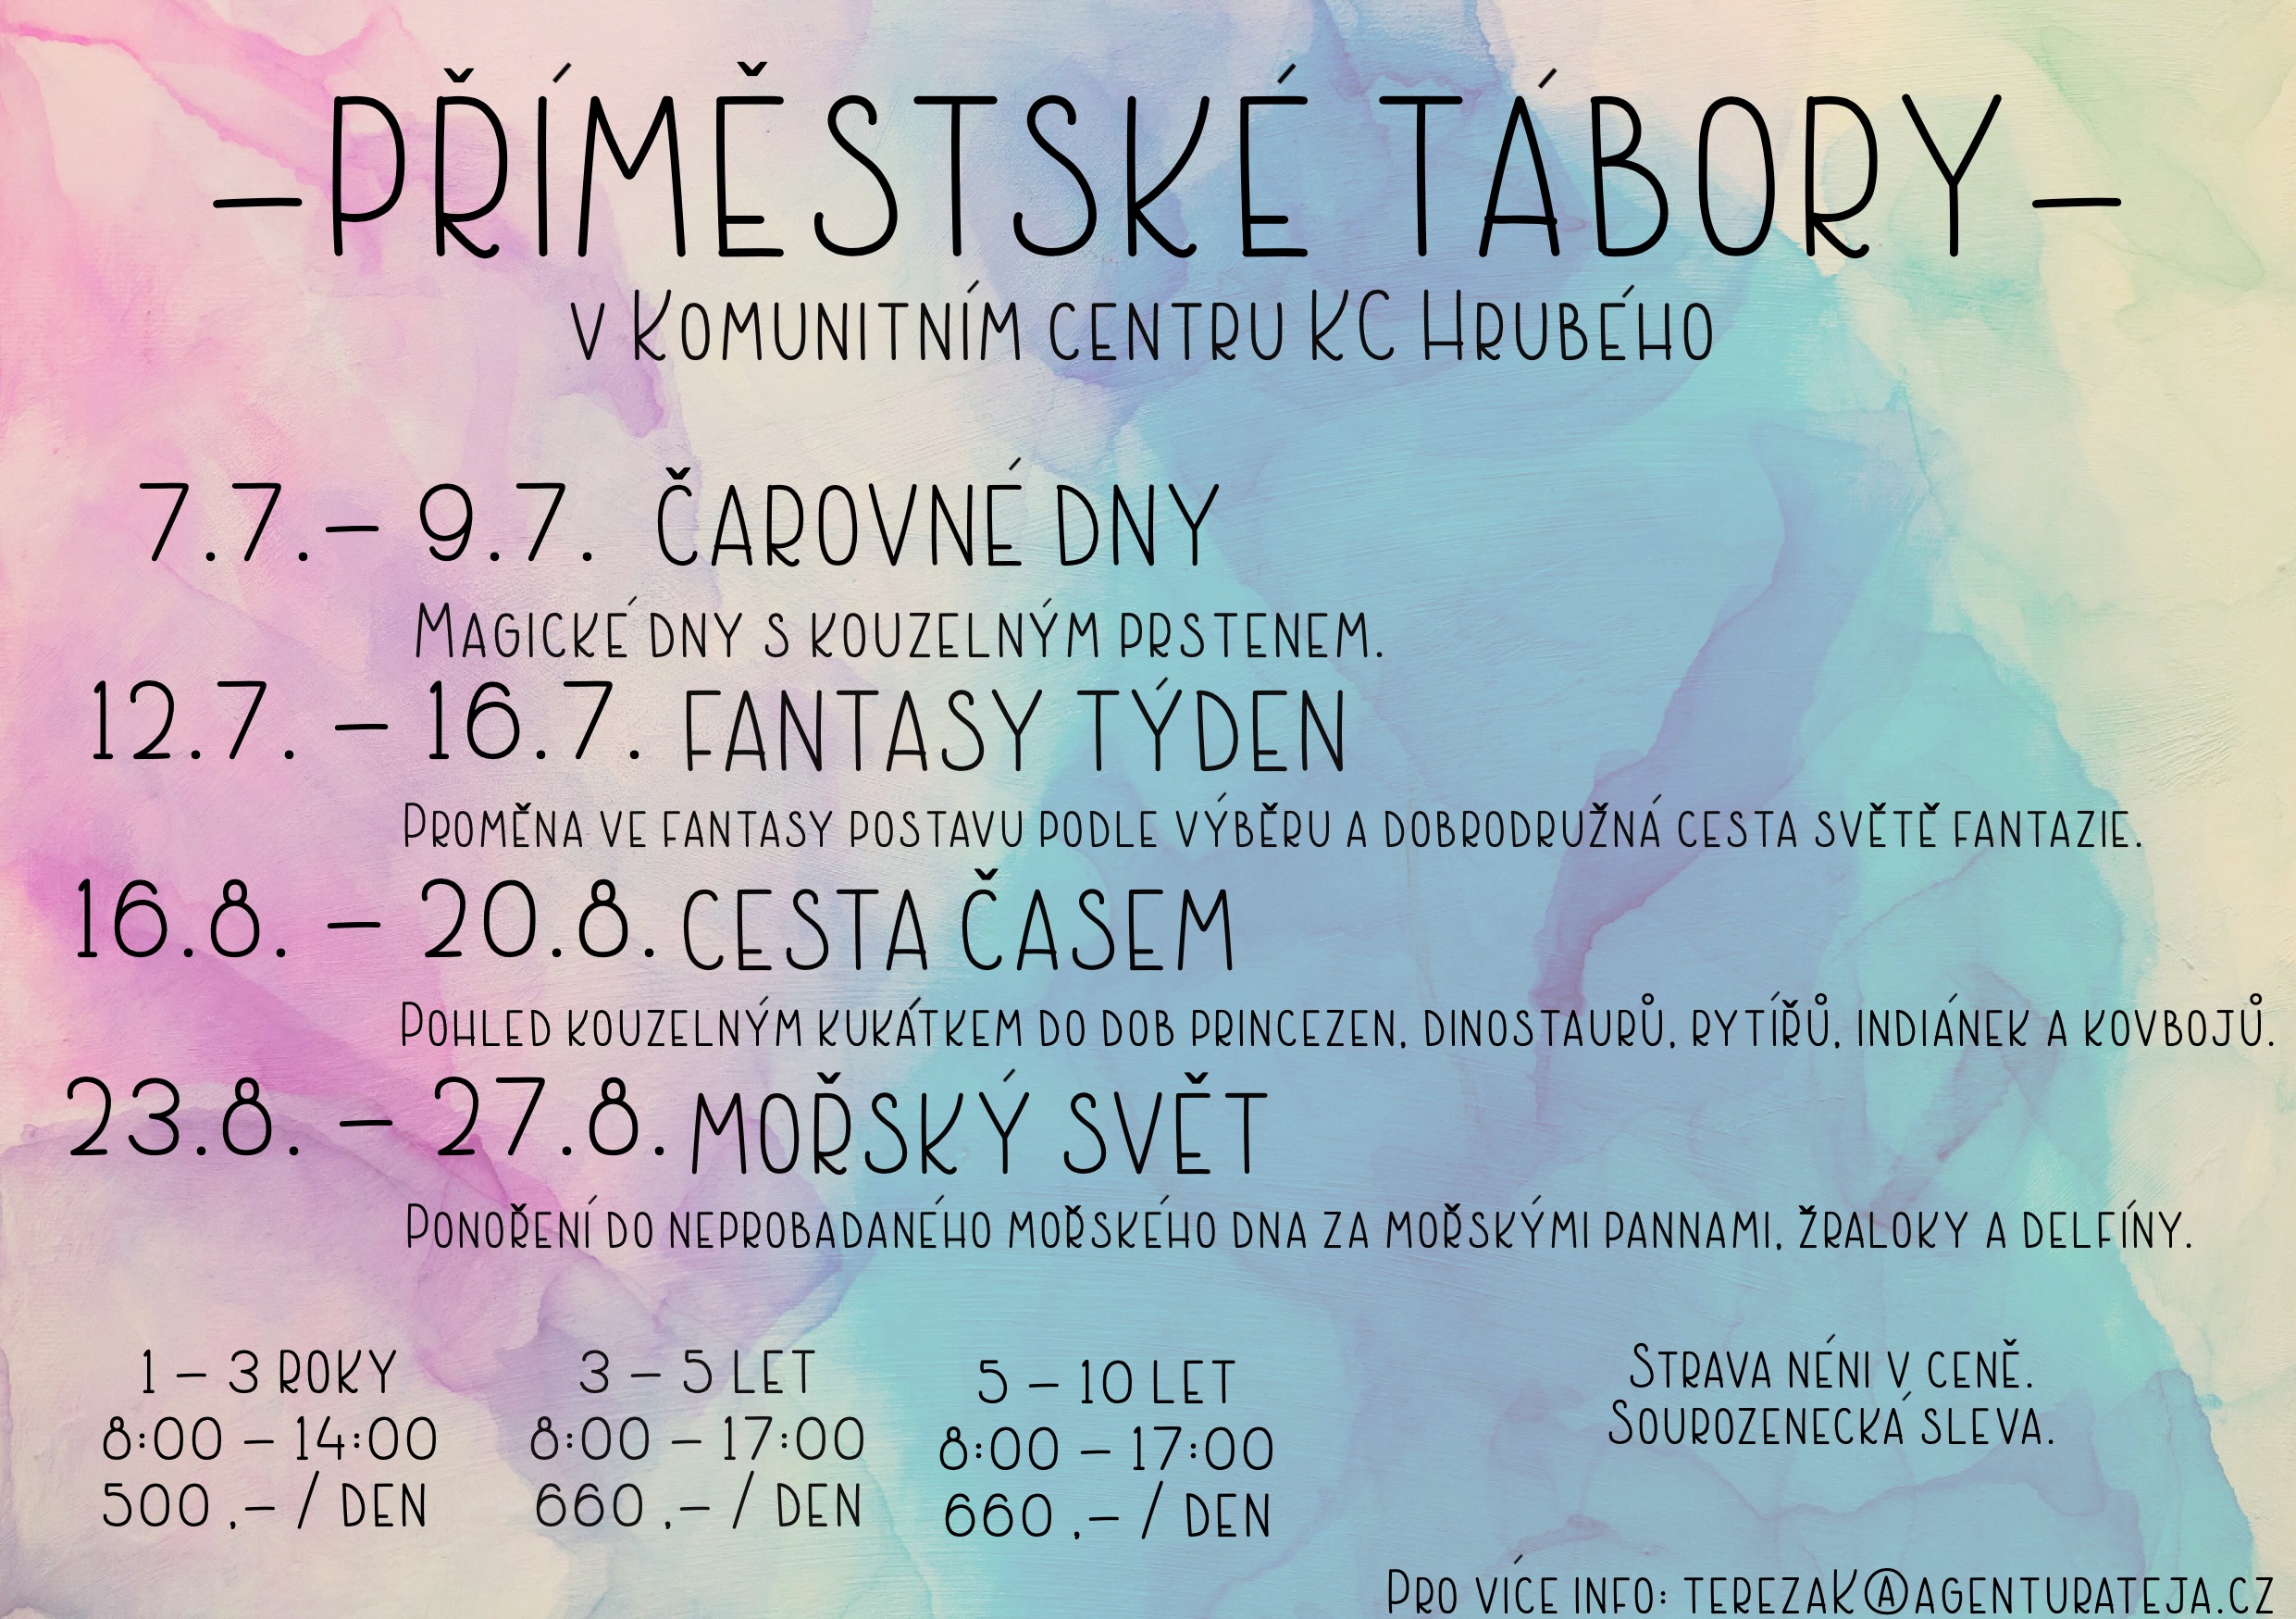 –PŘÍMĚSTSKÉ TÁBORY–
V KOMUNITNÍM CENTRU KC HRUBÉHO
7.7.– 9.7. ČAROVNÉ DNY
MAGICKÉ DNY S KOUZELNÝM PRSTENEM.
12.7. – 16.7. FANTASY TÝDEN
PROMĚNA VE FANTASY POSTAVU PODLE VÝBĚRU A DOBRODRUŽNÁ CESTA SVĚTĚ FANTAZIE.
16.8. – 20.8. CESTA ČASEM
POHLED KOUZELNÝM KUKÁTKEM DO DOB PRINCEZEN, DINOSTAURŮ, RYTÍŘŮ, INDIÁNEK A KOVBOJŮ.
23.8. – 27.8. MOŘSKÝ SVĚT
PONOŘENÍ DO NEPROBADANÉHO MOŘSKÉHO DNA ZA MOŘSKÝMI PANNAMI, ŽRALOKY A DELFÍNY.
1 – 3 ROKY
8:00 – 14:00
500 ,– / DEN
3 – 5 LET
8:00 – 17:00
660 ,– / DEN
5 – 10 LET
8:00 – 17:00
660 ,– / DEN
STRAVA NÉNI V CENĚ.
SOUROZENECKÁ SLEVA.
PRO VÍCE INFO: TEREZAK@AGENTURATEJA.CZ